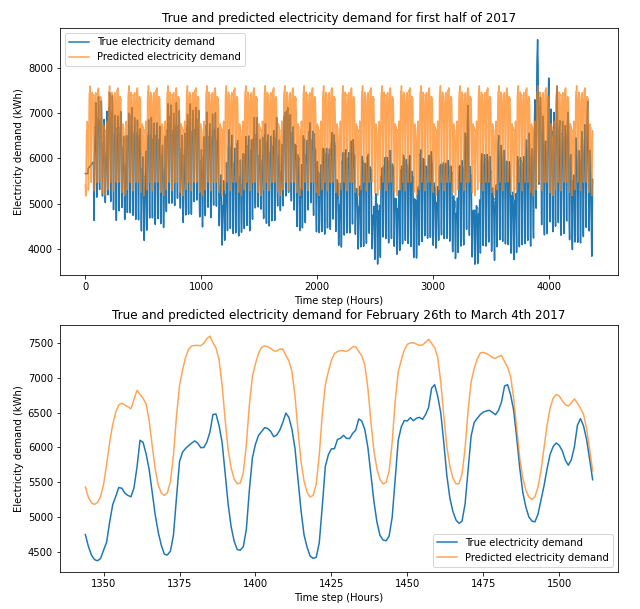 True and predicted electricity demand for first half of 2017
True electricity demand
Predicted electricity demand
Electricity demand (kWh)
8000
7000
6000
5000
4000
0
1000
2000
3000
4000
Time step (Hours)
True and predicted electricity demand for February 26th to March 4th 2017
Electricity demand (kWh)
7500
7000
6500
6000
5500
5000
4500
True electricity demand
Predicted electricity demand
1350
1375
1400
1425
1450
1475
1500
Time step (Hours)